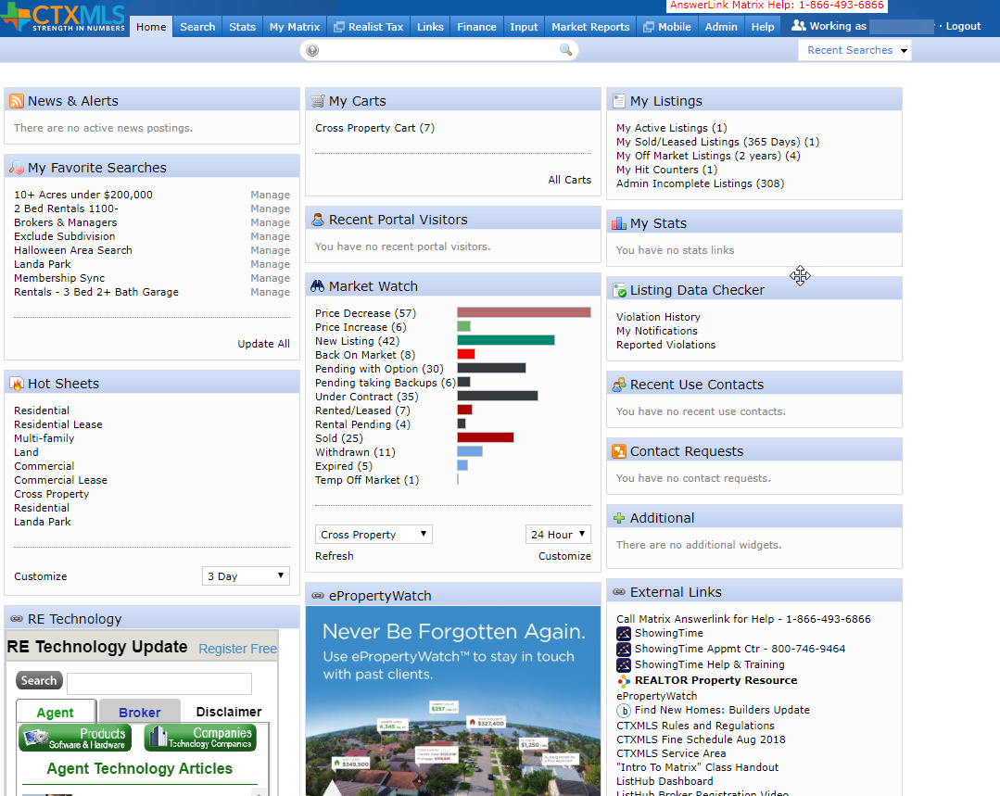 AnswerLink Matrix Help: 1-866-493-6866
CTXMLS
STRENGTH IN NUMBERS
Home
Search
Stats
My Matrix
Realist Tax
Links
Finance
Input
Market Reports
Mobile
Admin
Help
Working as
· Logout
?
Recent Searches
News & Alerts
There are no active news postings.
My Favorite Searches
10+ Acres under $200,000 Manage
2 Bed Rentals 1100- Manage
Brokers & Managers Manage
Exclude Subdivision Manage
Halloween Area Search Manage
Landa Park Manage
Membership Sync Manage
Rentals - 3 Bed 2+ Bath Garage Manage
Update All
Hot Sheets
Residential
Residential Lease
Multi-family
Land
Commercial
Commercial Lease
Cross Property
Residential
Landa Park
Customize 3 Day
RE Technology
RE Technology Update Register Free
Search
Agent Broker Disclaimer
Products
Software & Hardware
Companies
Technology Companies
Agent Technology Articles
My Carts
Cross Property Cart (7)
All Carts
Recent Portal Visitors
You have no recent portal visitors.
Market Watch
Price Decrease (57)
Price Increase (6)
New Listing (42)
Back On Market (8)
Pending with Option (30)
Pending taking Backups (6)
Under Contract (35)
Rented/Leased (7)
Rental Pending (4)
Sold (25)
Withdrawn (11)
Expired (5)
Temp Off Market (1)
Cross Property 24 Hour
Refresh Customize
ePropertyWatch
Never Be Forgotten Again.
Use ePropertyWatch™ to stay in touch
with past clients.
$257
4,345
$327,400
$1,250
$349,500
My Listings
My Active Listings (1)
My Sold/Leased Listings (365 Days) (1)
My Off Market Listings (2 years) (4)
My Hit Counters (1)
Admin Incomplete Listings (308)
My Stats
You have no stats links
Listing Data Checker
Violation History
My Notifications
Reported Violations
Recent Use Contacts
You have no recent use contacts.
Contact Requests
You have no contact requests.
Additional
There are no additional widgets.
External Links
Call Matrix Answerlink for Help - 1-866-493-6866
ShowingTime
ShowingTime Appmt Ctr - 800-746-9464
ShowingTime Help & Training
REALTOR Property Resource
ePropertyWatch
b Find New Homes: Builders Update
CTXMLS Rules and Regulations
CTXMLS Fine Schedule Aug 2018
CTXMLS Service Area
"Intro To Matrix" Class Handout
ListHub Dashboard
ListHub Broker Registration Video